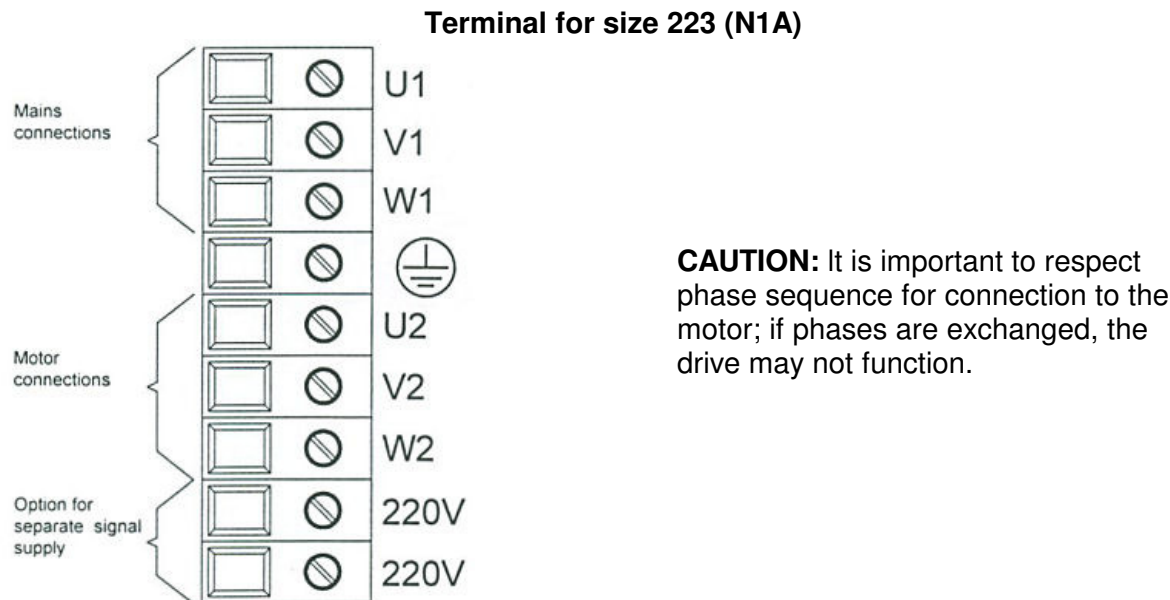 Terminal for size 223 (N1A)
Mains
connections
U1
V1
W1
Motor
connections
U2
V2
W2
Option for
separate signal
supply
220V
220V
CAUTION: It is important to respect
phase sequence for connection to the
motor; if phases are exchanged, the
drive may not function.